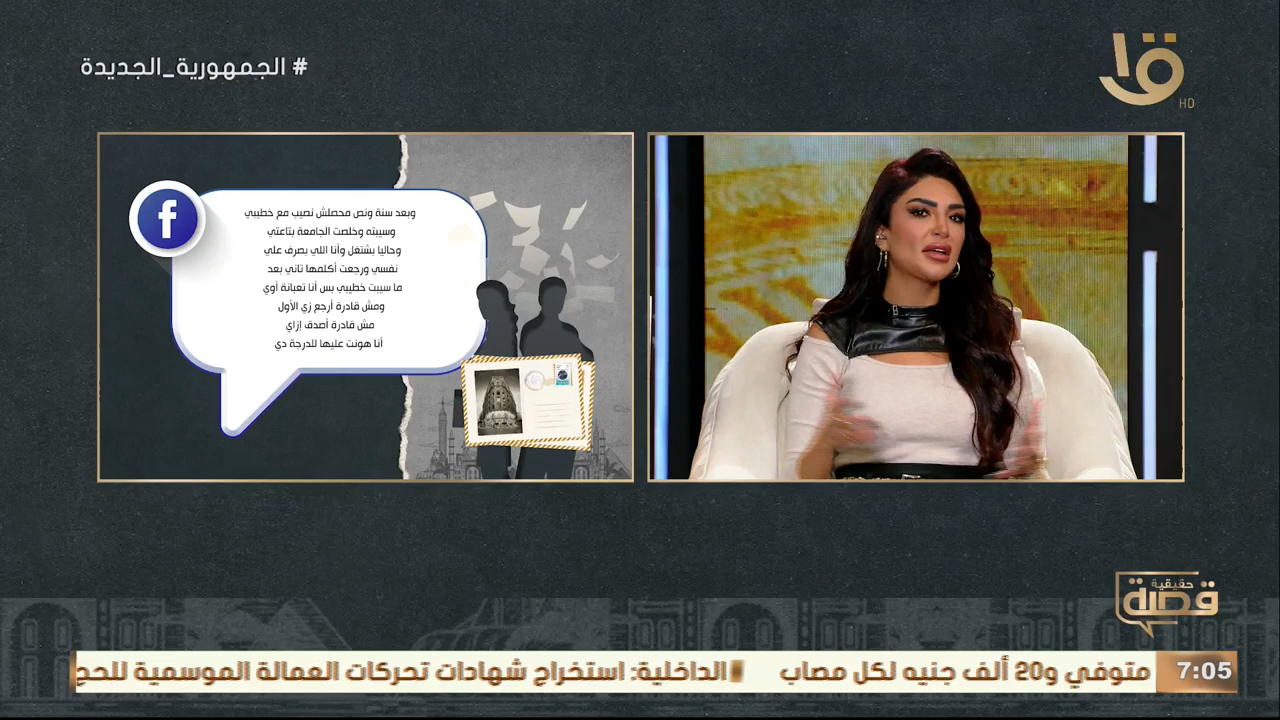 # الجمهورية_الجديدة
HD
وبعد سنة ونص محصلش نصيب مع خطيبي
وسيبته وخلصت الجامعة بتاعتي
وحاليا بشتغل وأنا اللي بصرف علي
نفسي ورجعت أكلمها تاني بعد
ما سيبت خطيبي بس أنا تعبانة أوي
ومش قادرة أرجع زي الأول
مش قادرة أصدق إزاي
أنا هونت عليها للدرجة دي
قصة حقيقية
7:05 متوفي و20 ألف جنيه لكل مصاب الداخلية: استخراج شهادات تحركات العمالة الموسمية للحج